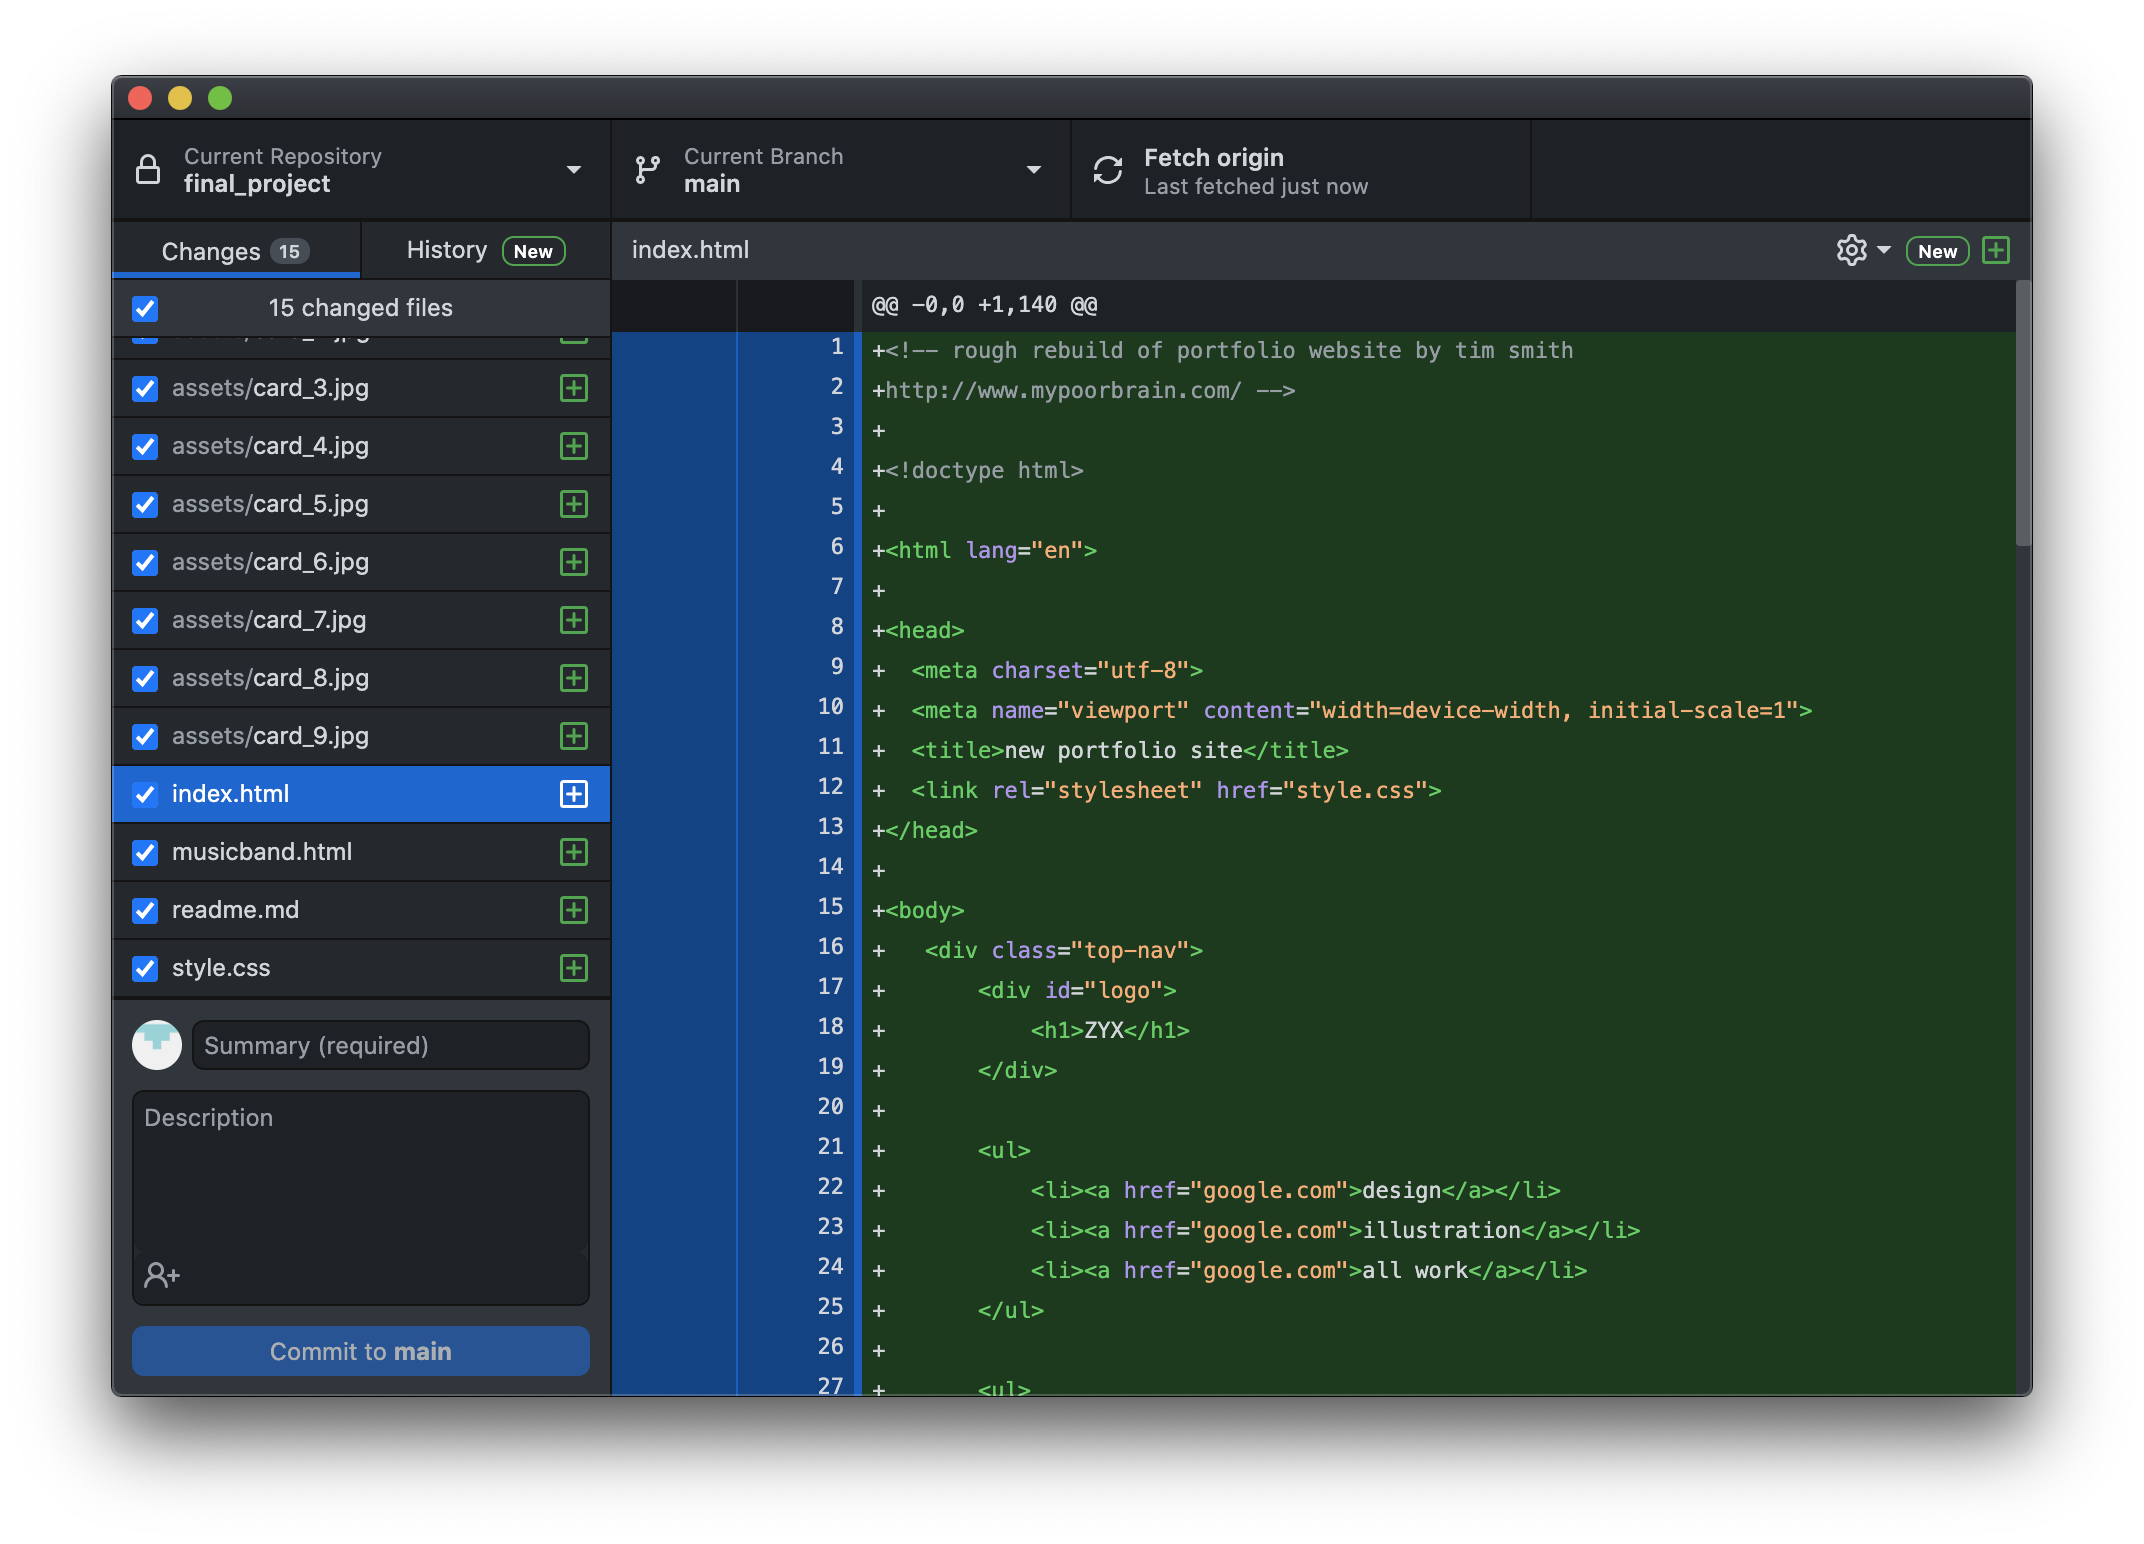 Current Repository
final_project
Current Branch
main
Fetch origin
Last fetched just now
Changes 15
History New
index.html
New
15 changed files
assets/card_3.jpg
assets/card_4.jpg
assets/card_5.jpg
assets/card_6.jpg
assets/card_7.jpg
assets/card_8.jpg
assets/card_9.jpg
index.html
musicband.html
readme.md
style.css
Summary (required)
Description
Commit to main
@@ -0,0 +1,140 @@
1 +<!-- rough rebuild of portfolio website by tim smith
2 +http://www.mypoorbrain.com/ -->
3 +
4 +<!doctype html>
5 +
6 +<html lang="en">
7 +
8 +<head>
9 +  <meta charset="utf-8">
10 +  <meta name="viewport" content="width=device-width, initial-scale=1">
11 +  <title>new portfolio site</title>
12 +  <link rel="stylesheet" href="style.css">
13 +</head>
14 +
15 +<body>
16 +   <div class="top-nav">
17 +       <div id="logo">
18 +           <h1>ZYX</h1>
19 +       </div>
20 +
21 +       <ul>
22 +           <li><a href="google.com">design</a></li>
23 +           <li><a href="google.com">illustration</a></li>
24 +           <li><a href="google.com">all work</a></li>
25 +       </ul>
26 +
27 +       <ul>